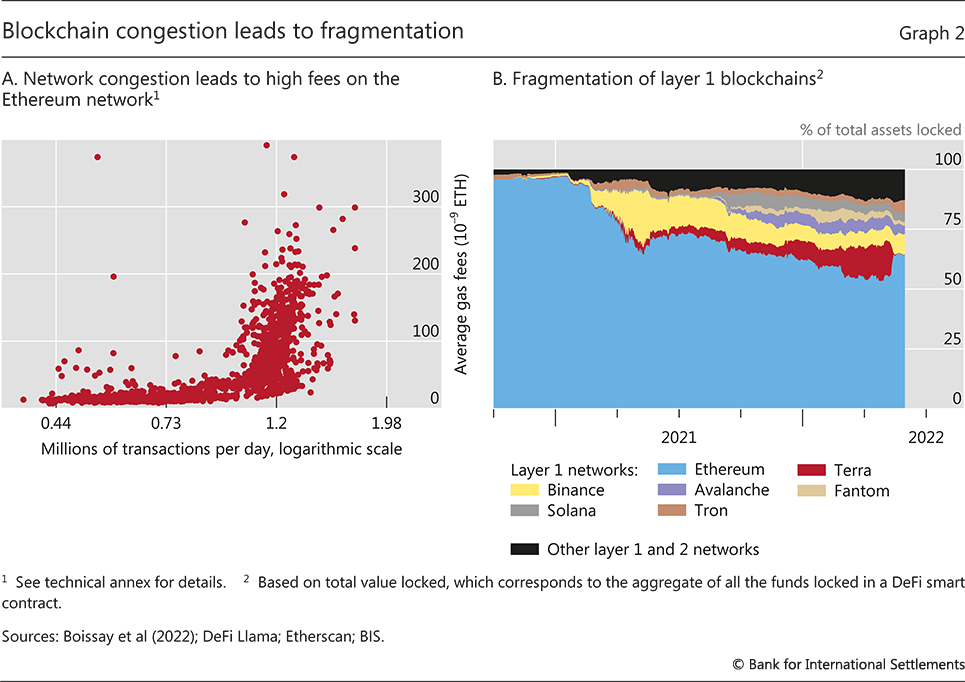 Blockchain congestion leads to fragmentation
Graph 2
A. Network congestion leads to high fees on the
Ethereum network¹
300
200
100
0
Average gas fees (10⁻⁹ ETH)
0.44 0.73 1.2 1.98
Millions of transactions per day, logarithmic scale
B. Fragmentation of layer 1 blockchains²
% of total assets locked
100
75
50
25
0
2021 2022
Layer 1 networks:
Ethereum
Terra
Binance
Avalanche
Fantom
Solana
Tron
Other layer 1 and 2 networks
¹ See technical annex for details. ² Based on total value locked, which corresponds to the aggregate of all the funds locked in a DeFi smart
contract.
Sources: Boissay et al (2022); DeFi Llama; Etherscan; BIS.
© Bank for International Settlements